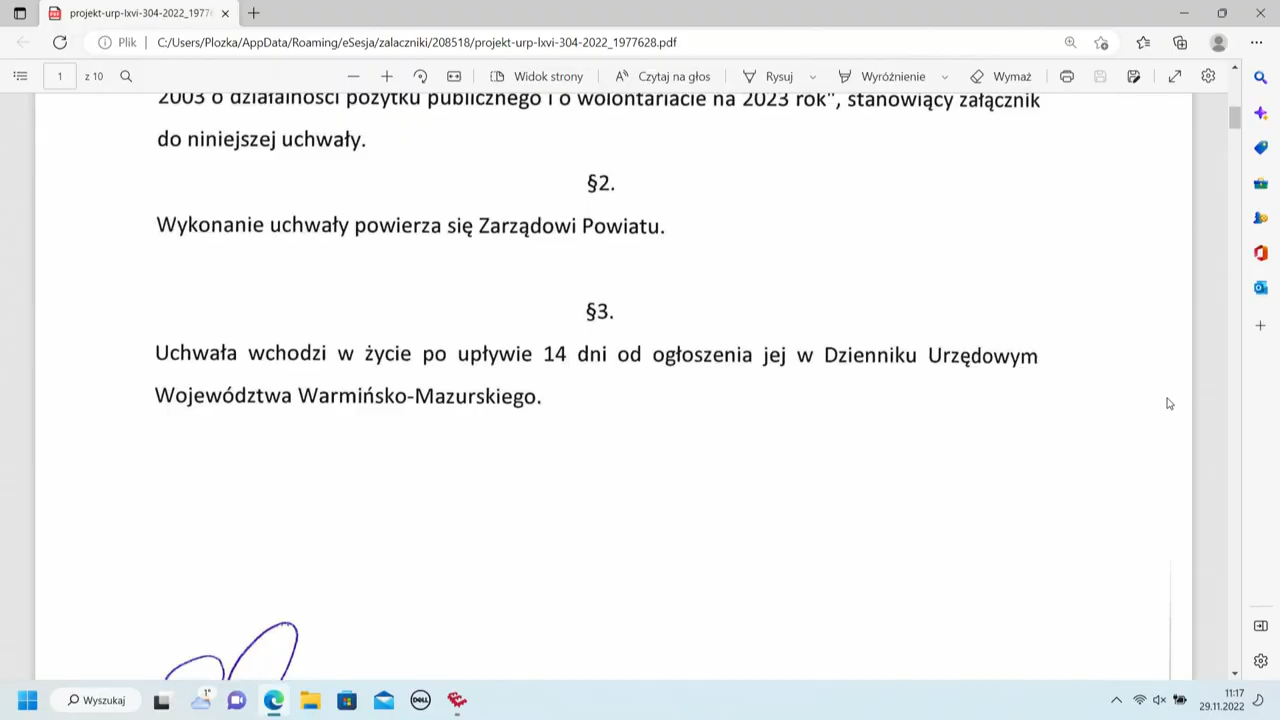 projekt-urp-lxvi-304-2022_1977
Plik
C:/Users/Plozka/AppData/Roaming/eSesja/zalaczniki/208518/projekt-urp-lxvi-304-2022_1977628.pdf
1 z 10 Widok strony Czytaj na głos Rysuj Wyróżnienie Wymaż
2003 o działalności pożytku publicznego i o wolontariacie na 2023 rok", stanowiący załącznik
do niniejszej uchwały.
§2.
Wykonanie uchwały powierza się Zarządowi Powiatu.
§3.
Uchwała wchodzi w życie po upływie 14 dni od ogłoszenia jej w Dzienniku Urzędowym
Województwa Warmińsko-Mazurskiego.
Wyszukaj
1°
DELL
11:17
29.11.2022